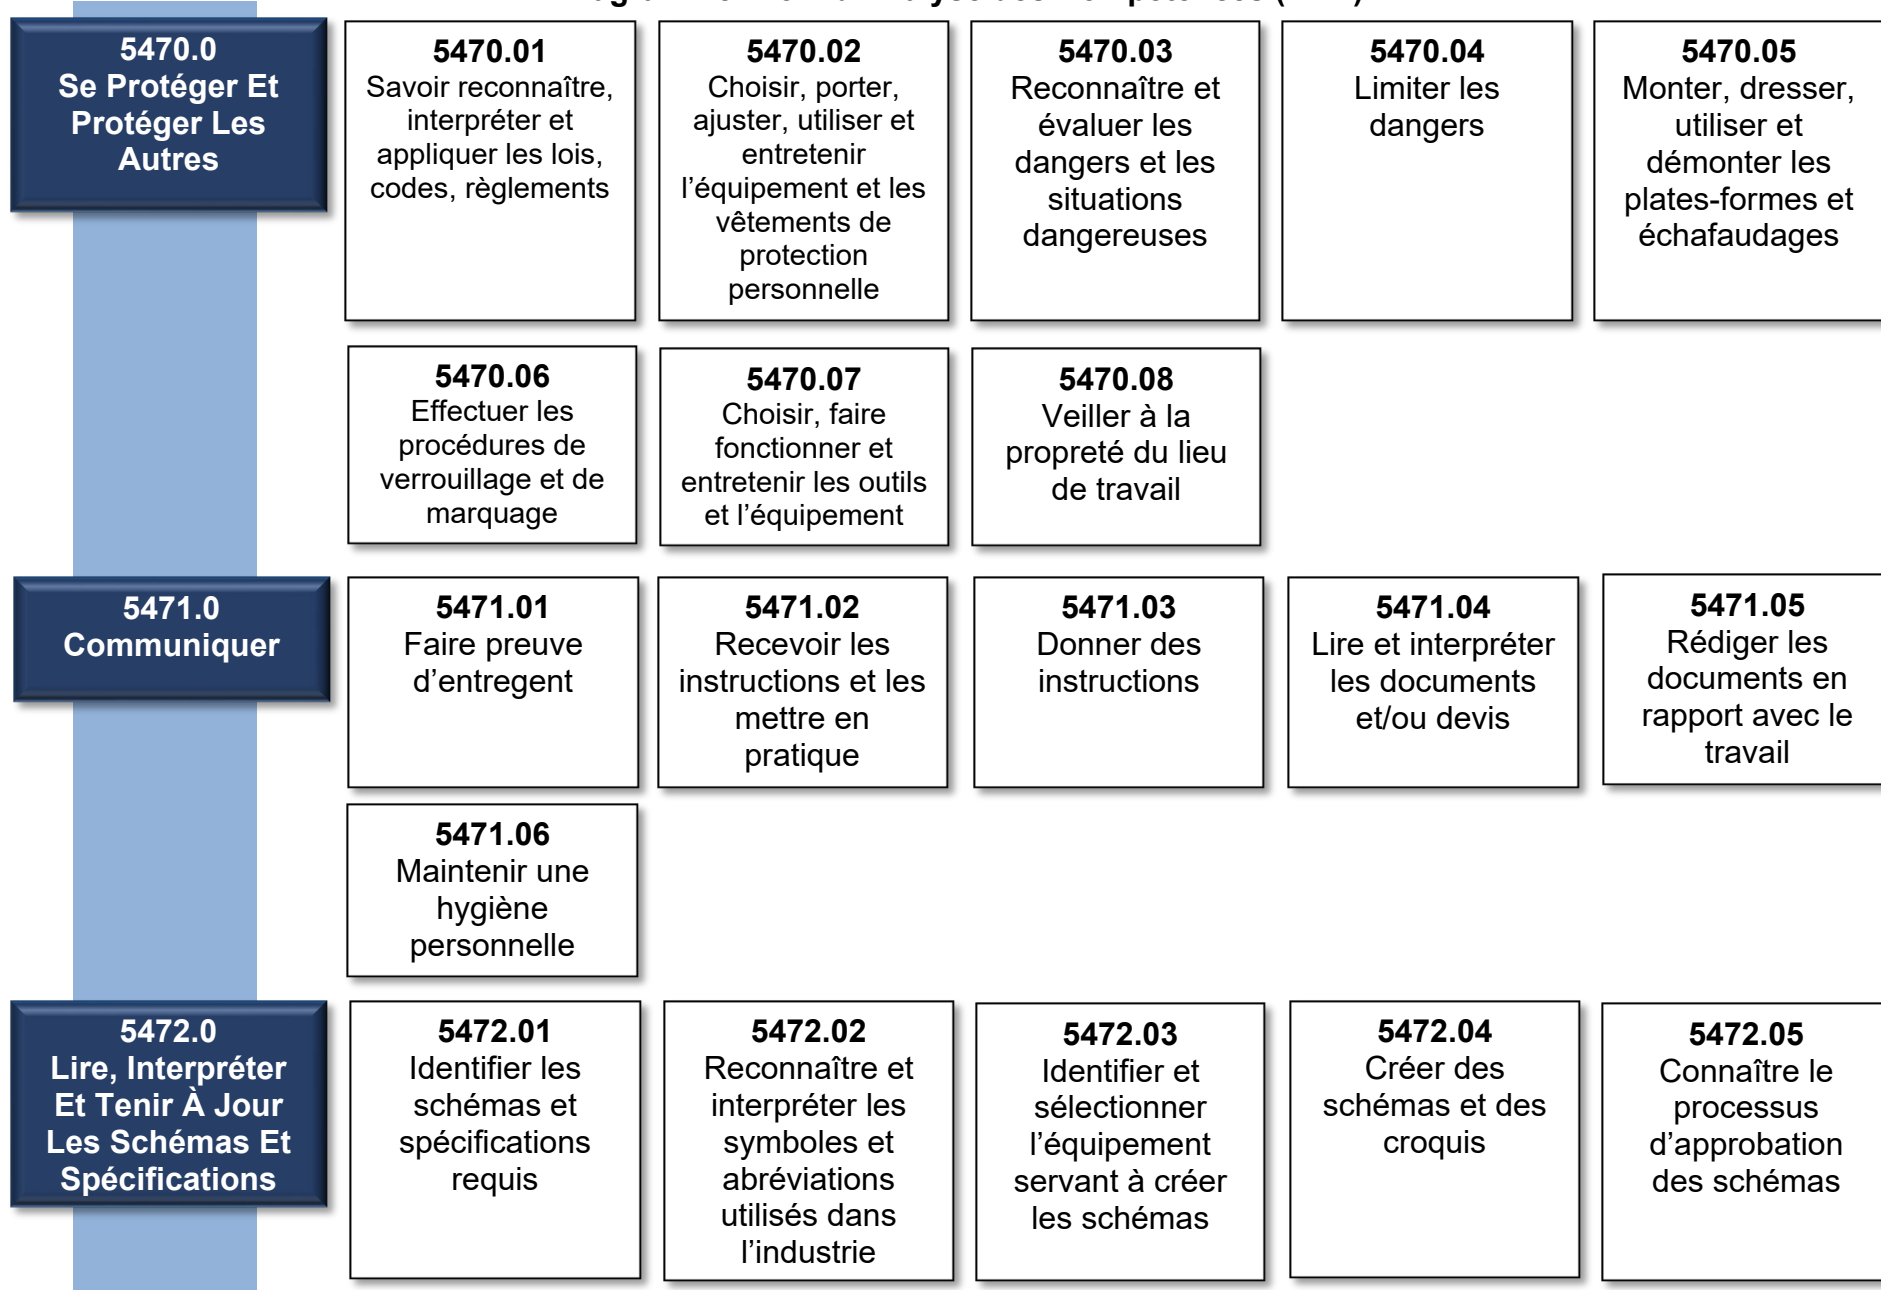 5470.0
Se Protéger Et
Protéger Les
Autres
5470.01
Savoir reconnaître,
interpréter et
appliquer les lois,
codes, règlements
5470.02
Choisir, porter,
ajuster, utiliser et
entretenir
l’équipement et les
vêtements de
protection
personnelle
5470.03
Reconnaître et
évaluer les
dangers et les
situations
dangereuses
5470.04
Limiter les
dangers
5470.05
Monter, dresser,
utiliser et
démonter les
plates-formes et
échafaudages
5470.06
Effectuer les
procédures de
verrouillage et de
marquage
5470.07
Choisir, faire
fonctionner et
entretenir les outils
et l’équipement
5470.08
Veiller à la
propreté du lieu
de travail
5471.0
Communiquer
5471.01
Faire preuve
d’entregent
5471.02
Recevoir les
instructions et les
mettre en
pratique
5471.03
Donner des
instructions
5471.04
Lire et interpréter
les documents
et/ou devis
5471.05
Rédiger les
documents en
rapport avec le
travail
5471.06
Maintenir une
hygiène
personnelle
5472.0
Lire, Interpréter
Et Tenir À Jour
Les Schémas Et
Spécifications
5472.01
Identifier les
schémas et
spécifications
requis
5472.02
Reconnaître et
interpréter les
symboles et
abréviations
utilisés dans
l’industrie
5472.03
Identifier et
sélectionner
l’équipement
servant à créer
les schémas
5472.04
Créer des
schémas et des
croquis
5472.05
Connaître le
processus
d’approbation
des schémas